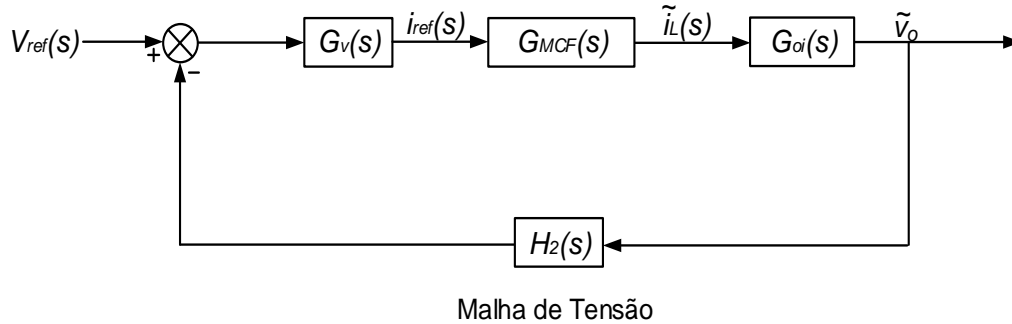 Vref(s) + − Gv(s) iref(s) GMCF(s) ĩL(s) Goi(s) ṽo
H2(s)
Malha de Tensão